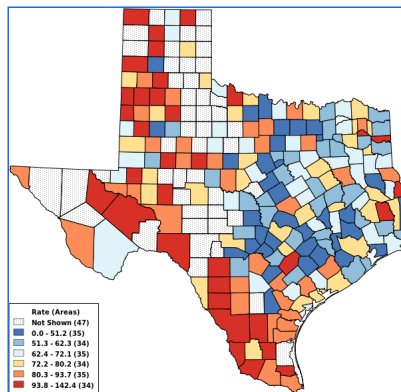 Rate (Areas)
Not Shown (47)
0.0 - 51.2 (35)
51.3 - 62.3 (34)
62.4 - 72.1 (35)
72.2 - 80.2 (34)
80.3 - 93.7 (35)
93.8 - 142.4 (34)